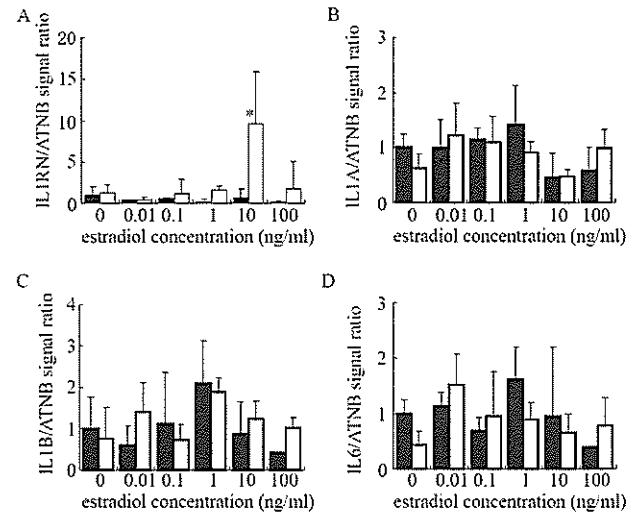 A
IL1RN/ATNB signal ratio
20
15
10
5
0
*
0 0.01 0.1 1 10 100
estradiol concentration (ng/ml)
B
IL1A/ATNB signal ratio
3
2
1
0
0 0.01 0.1 1 10 100
estradiol concentration (ng/ml)
C
IL1B/ATNB signal ratio
4
3
2
1
0
0 0.01 0.1 1 10 100
estradiol concentration (ng/ml)
D
IL6/ATNB signal ratio
3
2
1
0
0 0.01 0.1 1 10 100
estradiol concentration (ng/ml)